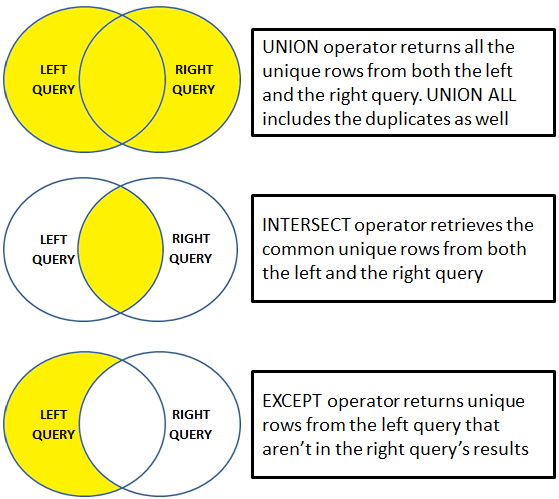 LEFT
QUERY
RIGHT
QUERY
UNION operator returns all the
unique rows from both the left
and the right query. UNION ALL
includes the duplicates as well
LEFT
QUERY
RIGHT
QUERY
INTERSECT operator retrieves the
common unique rows from both
the left and the right query
LEFT
QUERY
RIGHT
QUERY
EXCEPT operator returns unique
rows from the left query that
aren’t in the right query’s results